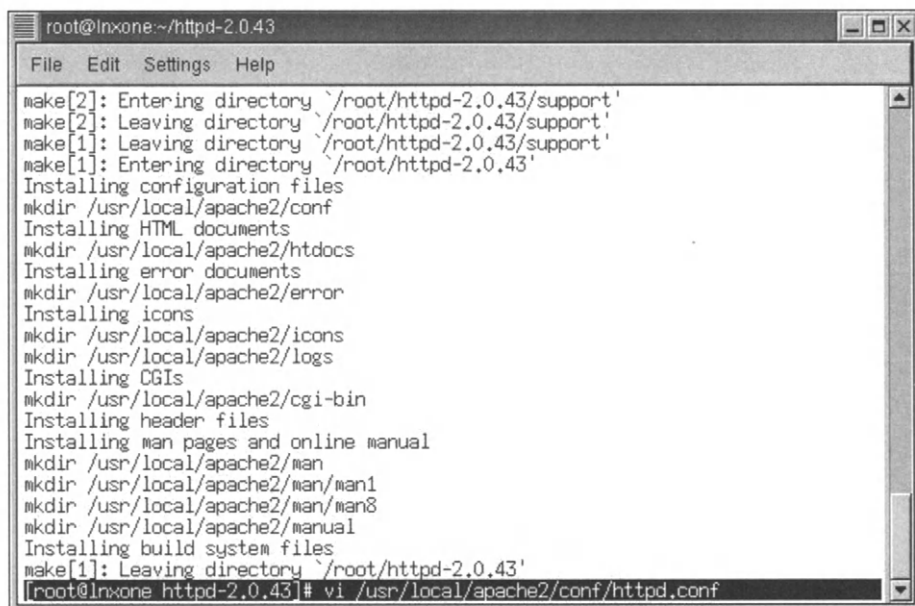 root@lnxone:~/httpd-2.0.43
File Edit Settings Help
make[2]: Entering directory `/root/httpd-2.0.43/support'
make[2]: Leaving directory `/root/httpd-2.0.43/support'
make[1]: Leaving directory `/root/httpd-2.0.43/support'
make[1]: Entering directory `/root/httpd-2.0.43'
Installing configuration files
mkdir /usr/local/apache2/conf
Installing HTML documents
mkdir /usr/local/apache2/htdocs
Installing error documents
mkdir /usr/local/apache2/error
Installing icons
mkdir /usr/local/apache2/icons
mkdir /usr/local/apache2/logs
Installing CGIs
mkdir /usr/local/apache2/cgi-bin
Installing header files
Installing man pages and online manual
mkdir /usr/local/apache2/man
mkdir /usr/local/apache2/man/man1
mkdir /usr/local/apache2/man/man8
mkdir /usr/local/apache2/manual
Installing build system files
make[1]: Leaving directory `/root/httpd-2.0.43'
[root@lnxone httpd-2.0.43]# vi /usr/local/apache2/conf/httpd.conf